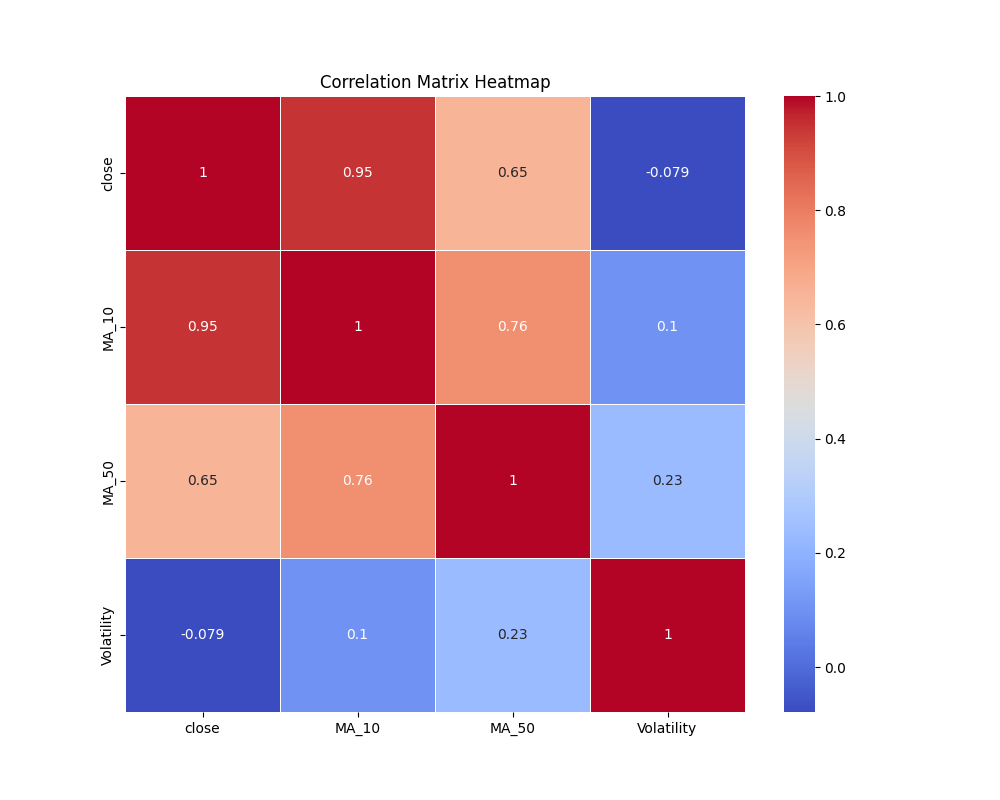 Correlation Matrix Heatmap
close 1 0.95 0.65 -0.079
MA_10 0.95 1 0.76 0.1
MA_50 0.65 0.76 1 0.23
Volatility -0.079 0.1 0.23 1
close MA_10 MA_50 Volatility
1.0
0.8
0.6
0.4
0.2
0.0